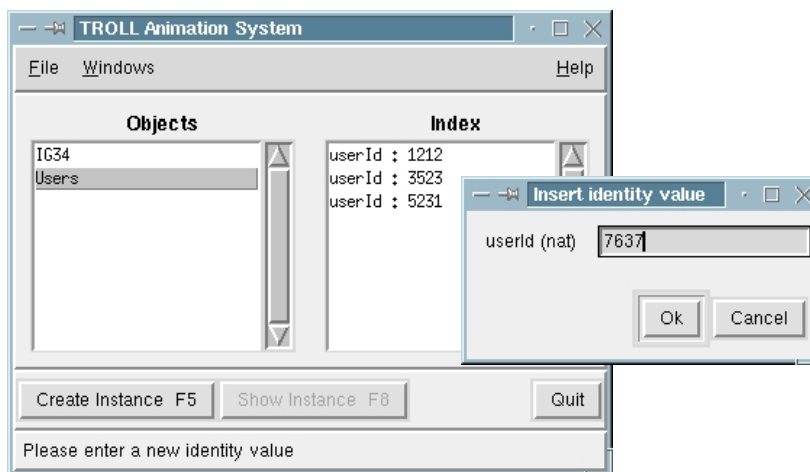 TROLL Animation System
File Windows Help
Objects
IG34
Users
Index
userId : 1212
userId : 3523
userId : 5231
Insert identity value
userId (nat) 7637
Ok Cancel
Create Instance F5 Show Instance F8 Quit
Please enter a new identity value